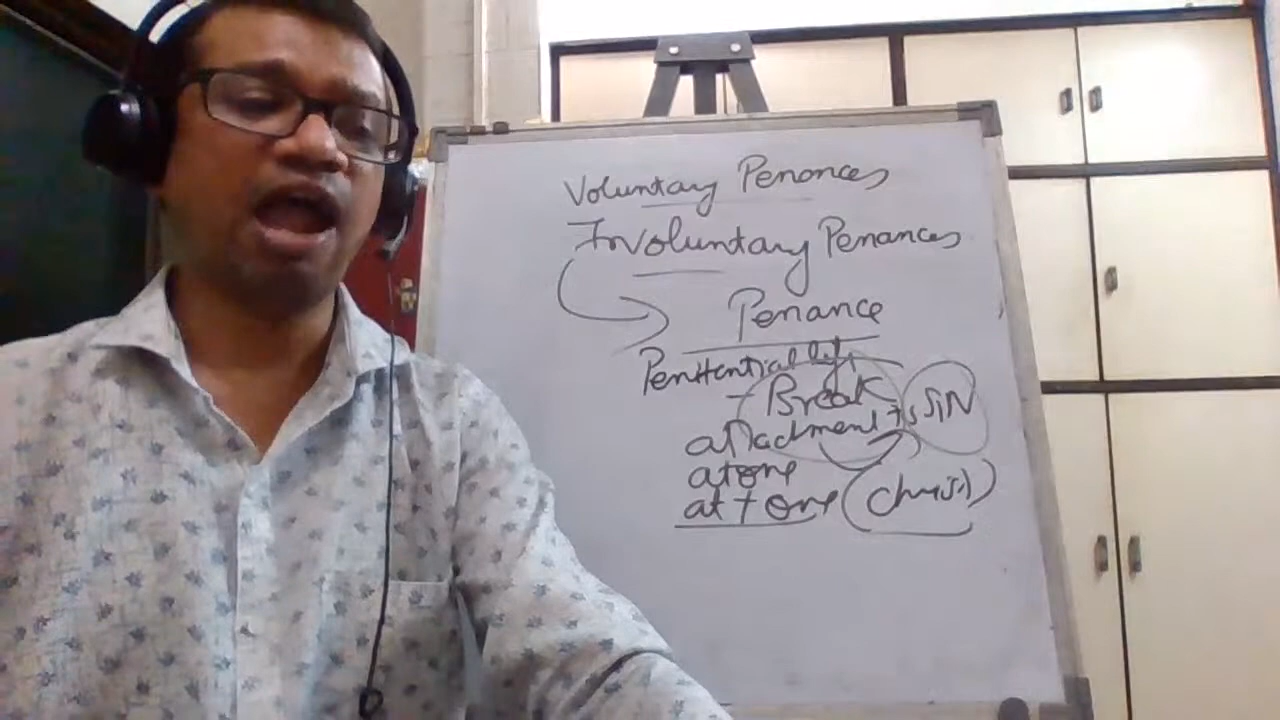 Voluntary Penances
Involuntary Penances
Penance
Penitential life
- Break
attachment to SIN
atone
at + one (Christ)